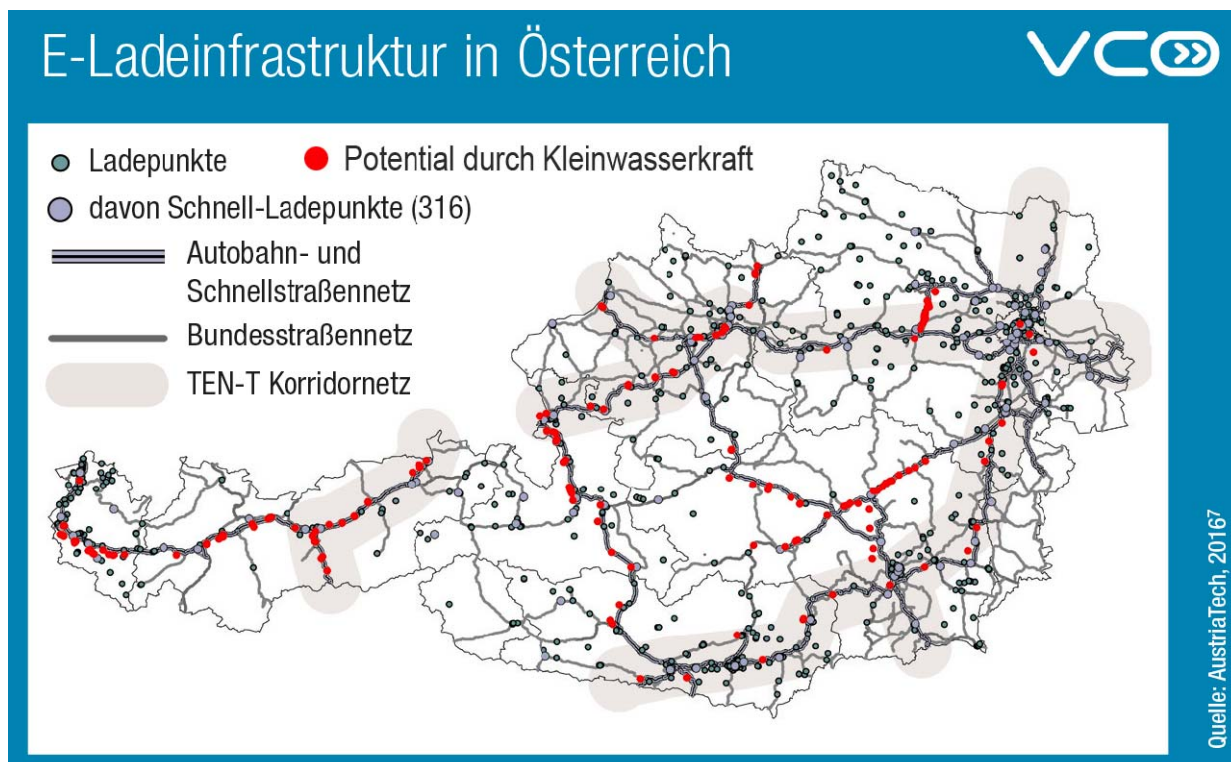 E-Ladeinfrastruktur in Österreich
VCÖ
Ladepunkte
Potential durch Kleinwasserkraft
davon Schnell-Ladepunkte (316)
Autobahn- und
Schnellstraßennetz
Bundesstraßennetz
TEN-T Korridornetz
Quelle: AustriaTech, 2016⁷